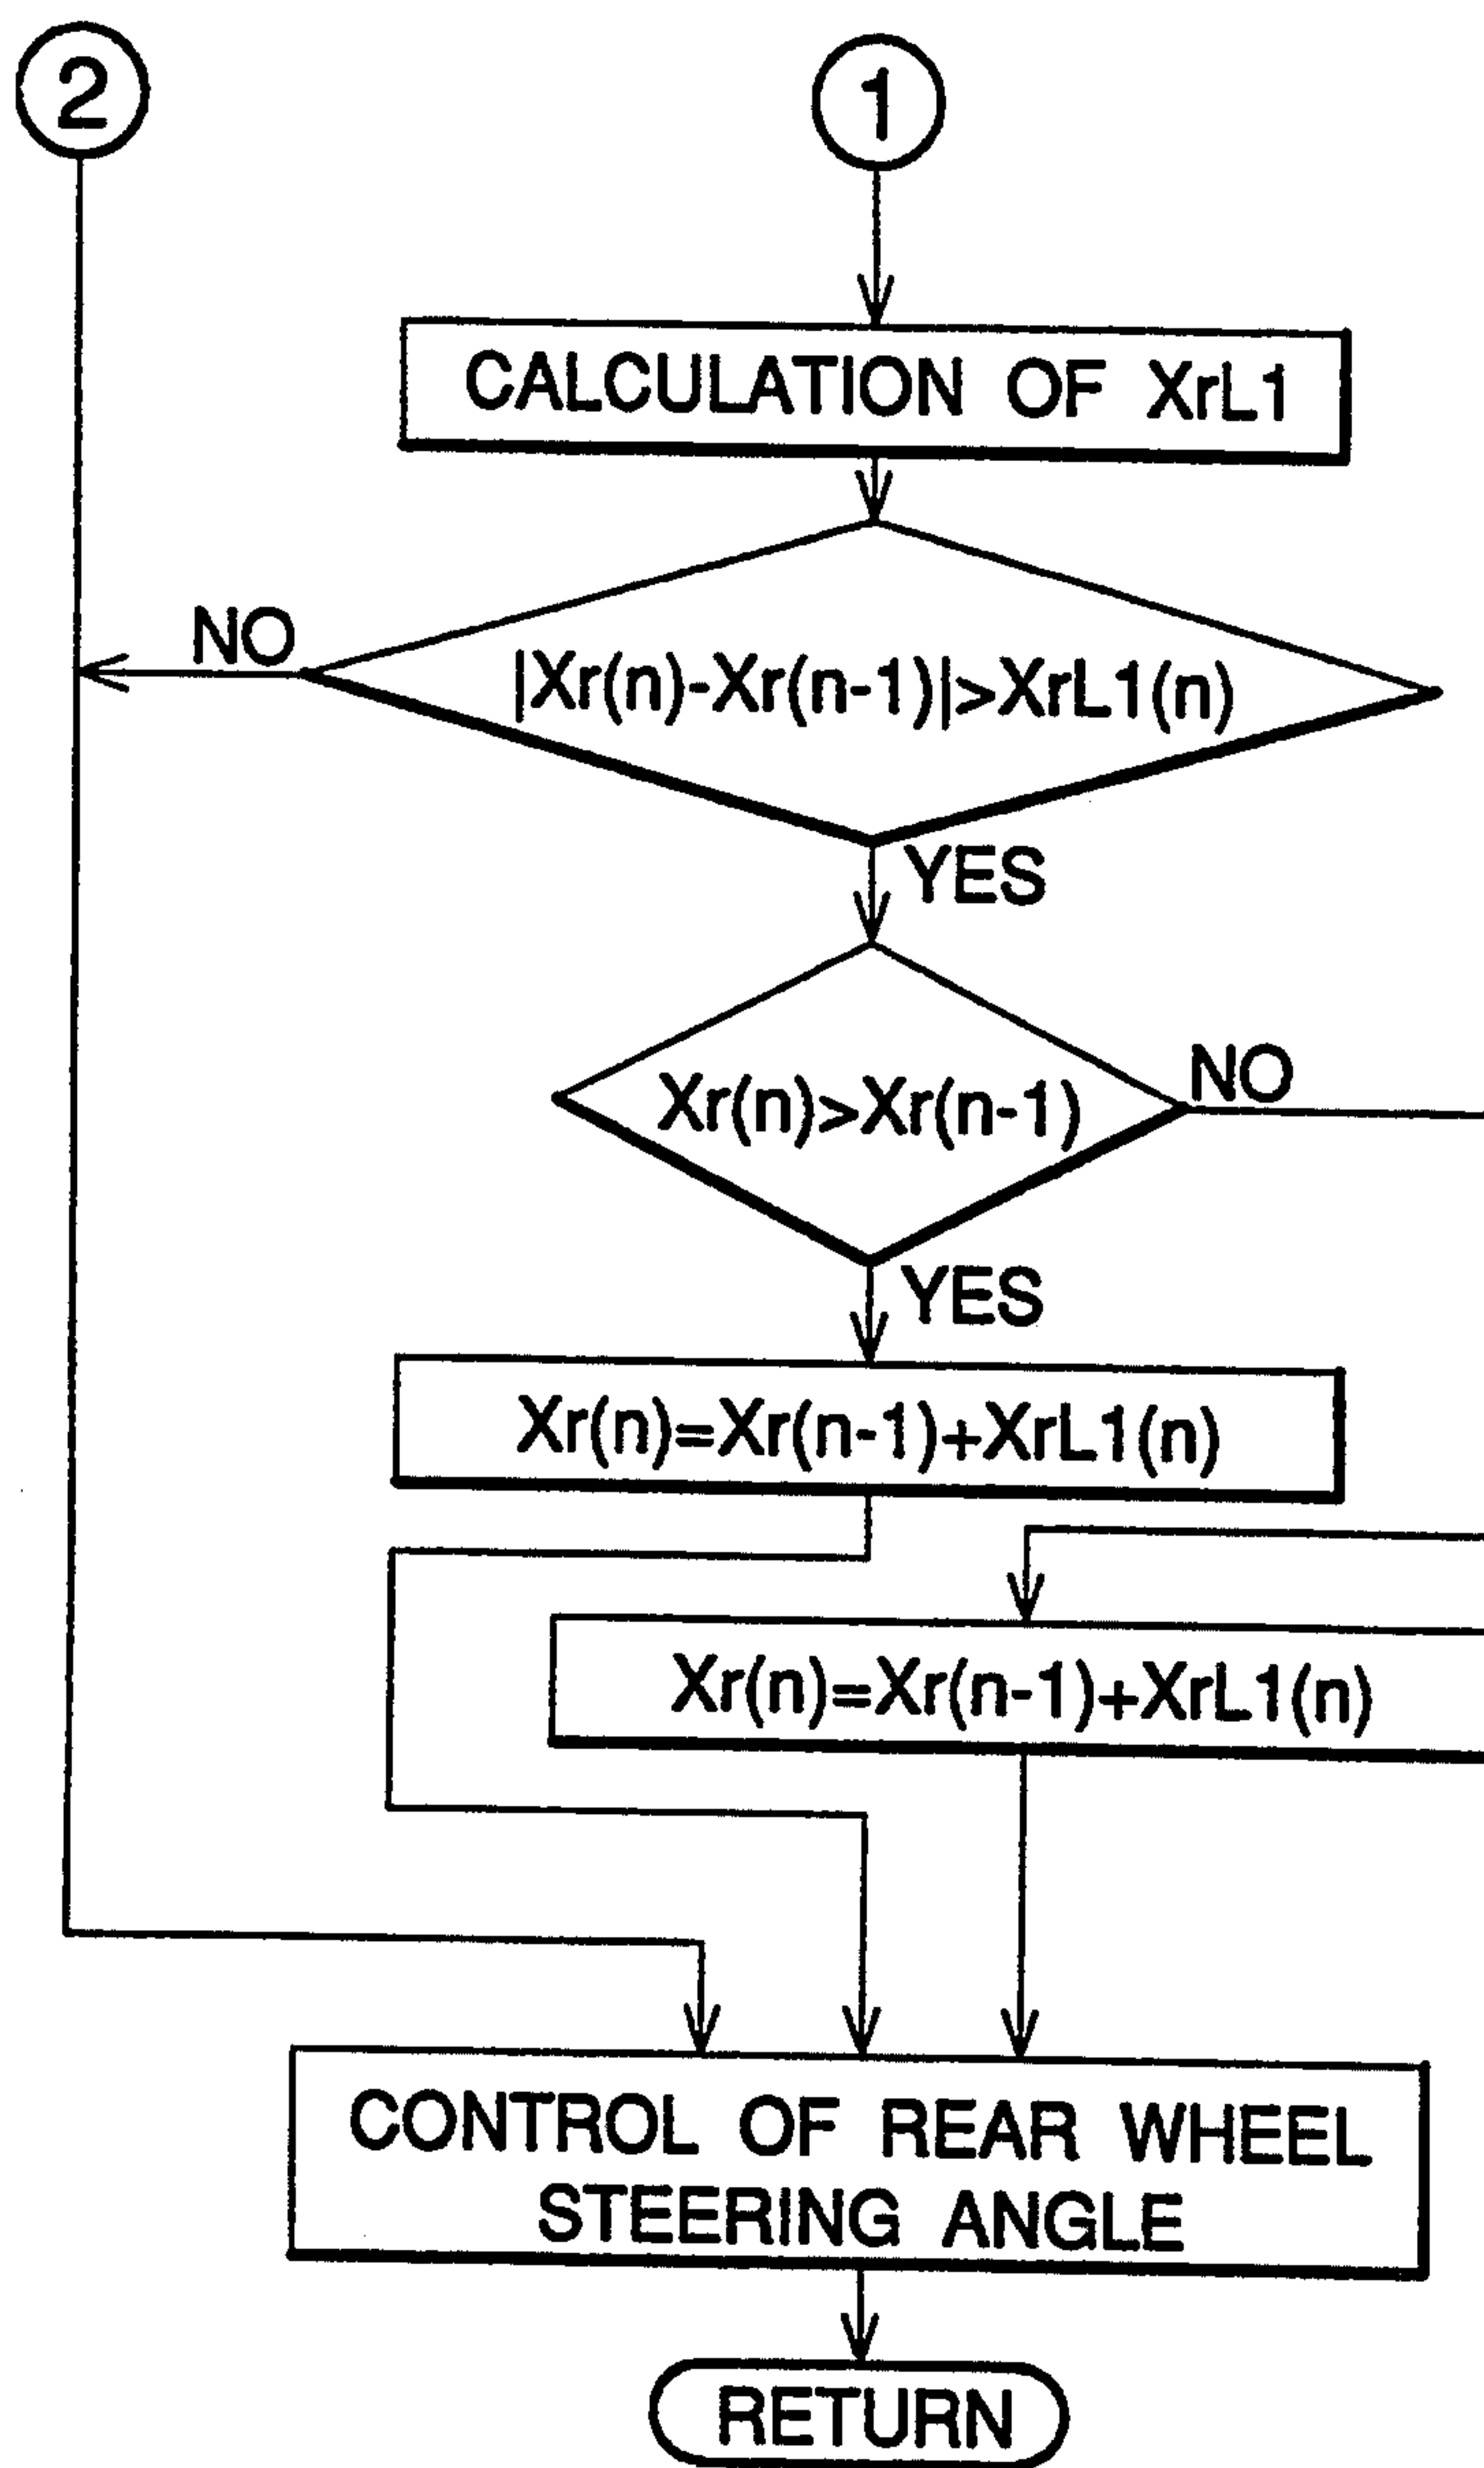 2
1
CALCULATION OF XrL1
NO
|Xr(n)-Xr(n-1)|>XrL1(n)
YES
NO
Xr(n)>Xr(n-1)
YES
Xr(n)=Xr(n-1)+XrL1(n)
Xr(n)=Xr(n-1)+XrL1(n)
CONTROL OF REAR WHEEL
STEERING ANGLE
RETURN